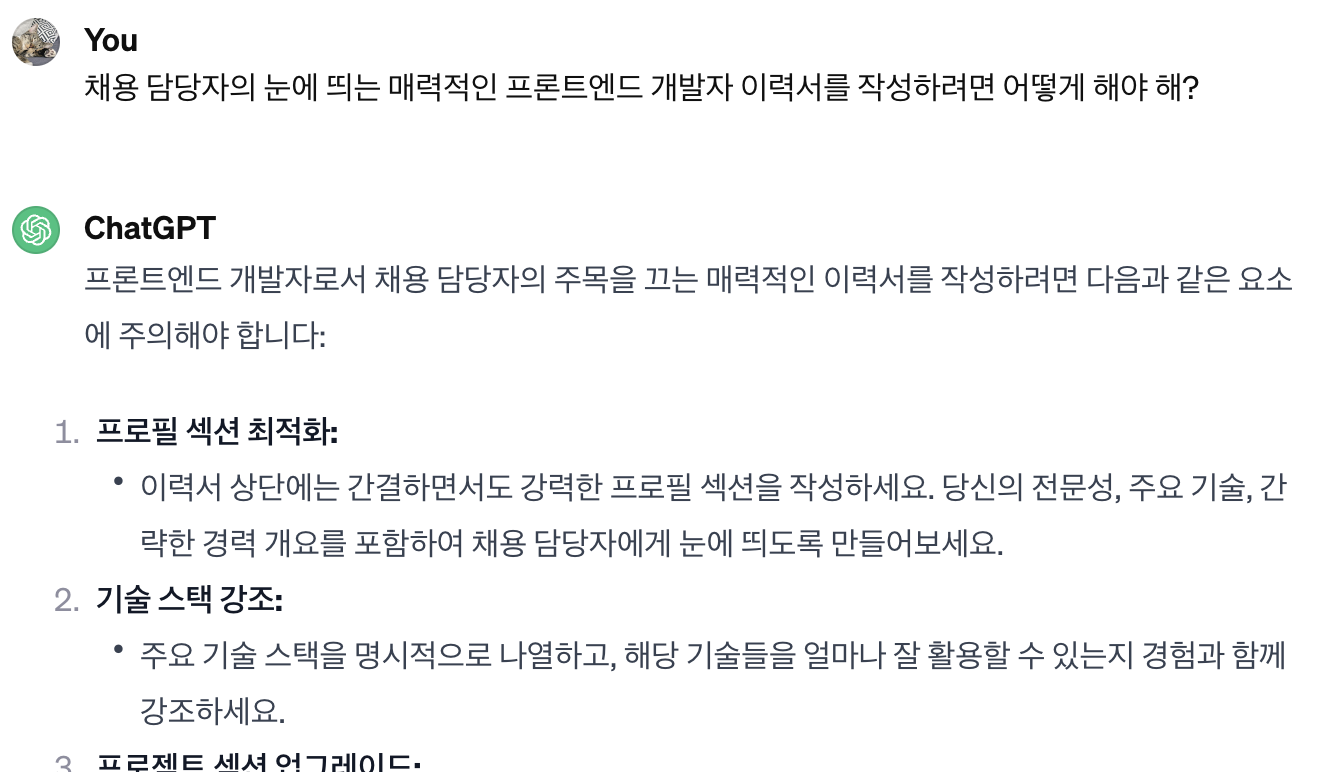 You
채용 담당자의 눈에 띄는 매력적인 프론트엔드 개발자 이력서를 작성하려면 어떻게 해야 해?
ChatGPT
프론트엔드 개발자로서 채용 담당자의 주목을 끄는 매력적인 이력서를 작성하려면 다음과 같은 요소
에 주의해야 합니다:
1. 프로필 섹션 최적화:
• 이력서 상단에는 간결하면서도 강력한 프로필 섹션을 작성하세요. 당신의 전문성, 주요 기술, 간
략한 경력 개요를 포함하여 채용 담당자에게 눈에 띄도록 만들어보세요.
2. 기술 스택 강조:
• 주요 기술 스택을 명시적으로 나열하고, 해당 기술들을 얼마나 잘 활용할 수 있는지 경험과 함께
강조하세요.
3. 프로젝트 섹션 업그레이드: